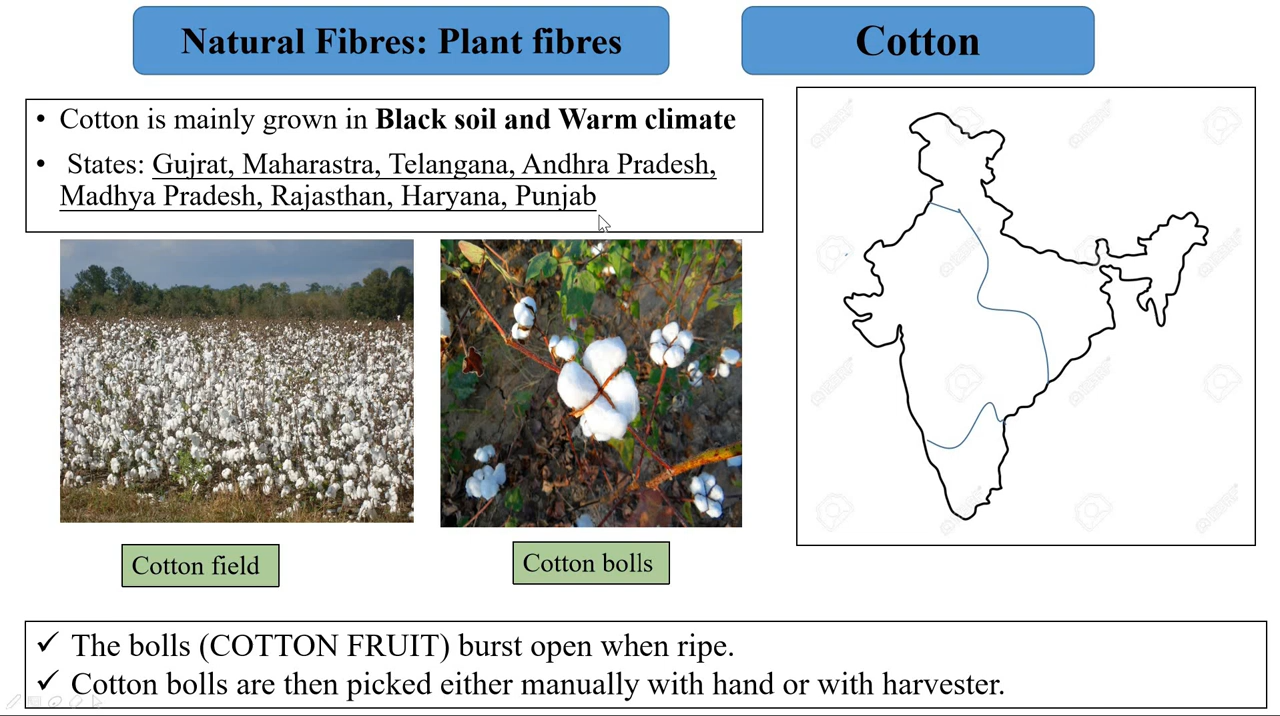 Natural Fibres: Plant fibres
Cotton
• Cotton is mainly grown in Black soil and Warm climate
• States: Gujrat, Maharastra, Telangana, Andhra Pradesh,
Madhya Pradesh, Rajasthan, Haryana, Punjab
Cotton field
Cotton bolls
✓ The bolls (COTTON FRUIT) burst open when ripe.
✓ Cotton bolls are then picked either manually with hand or with harvester.